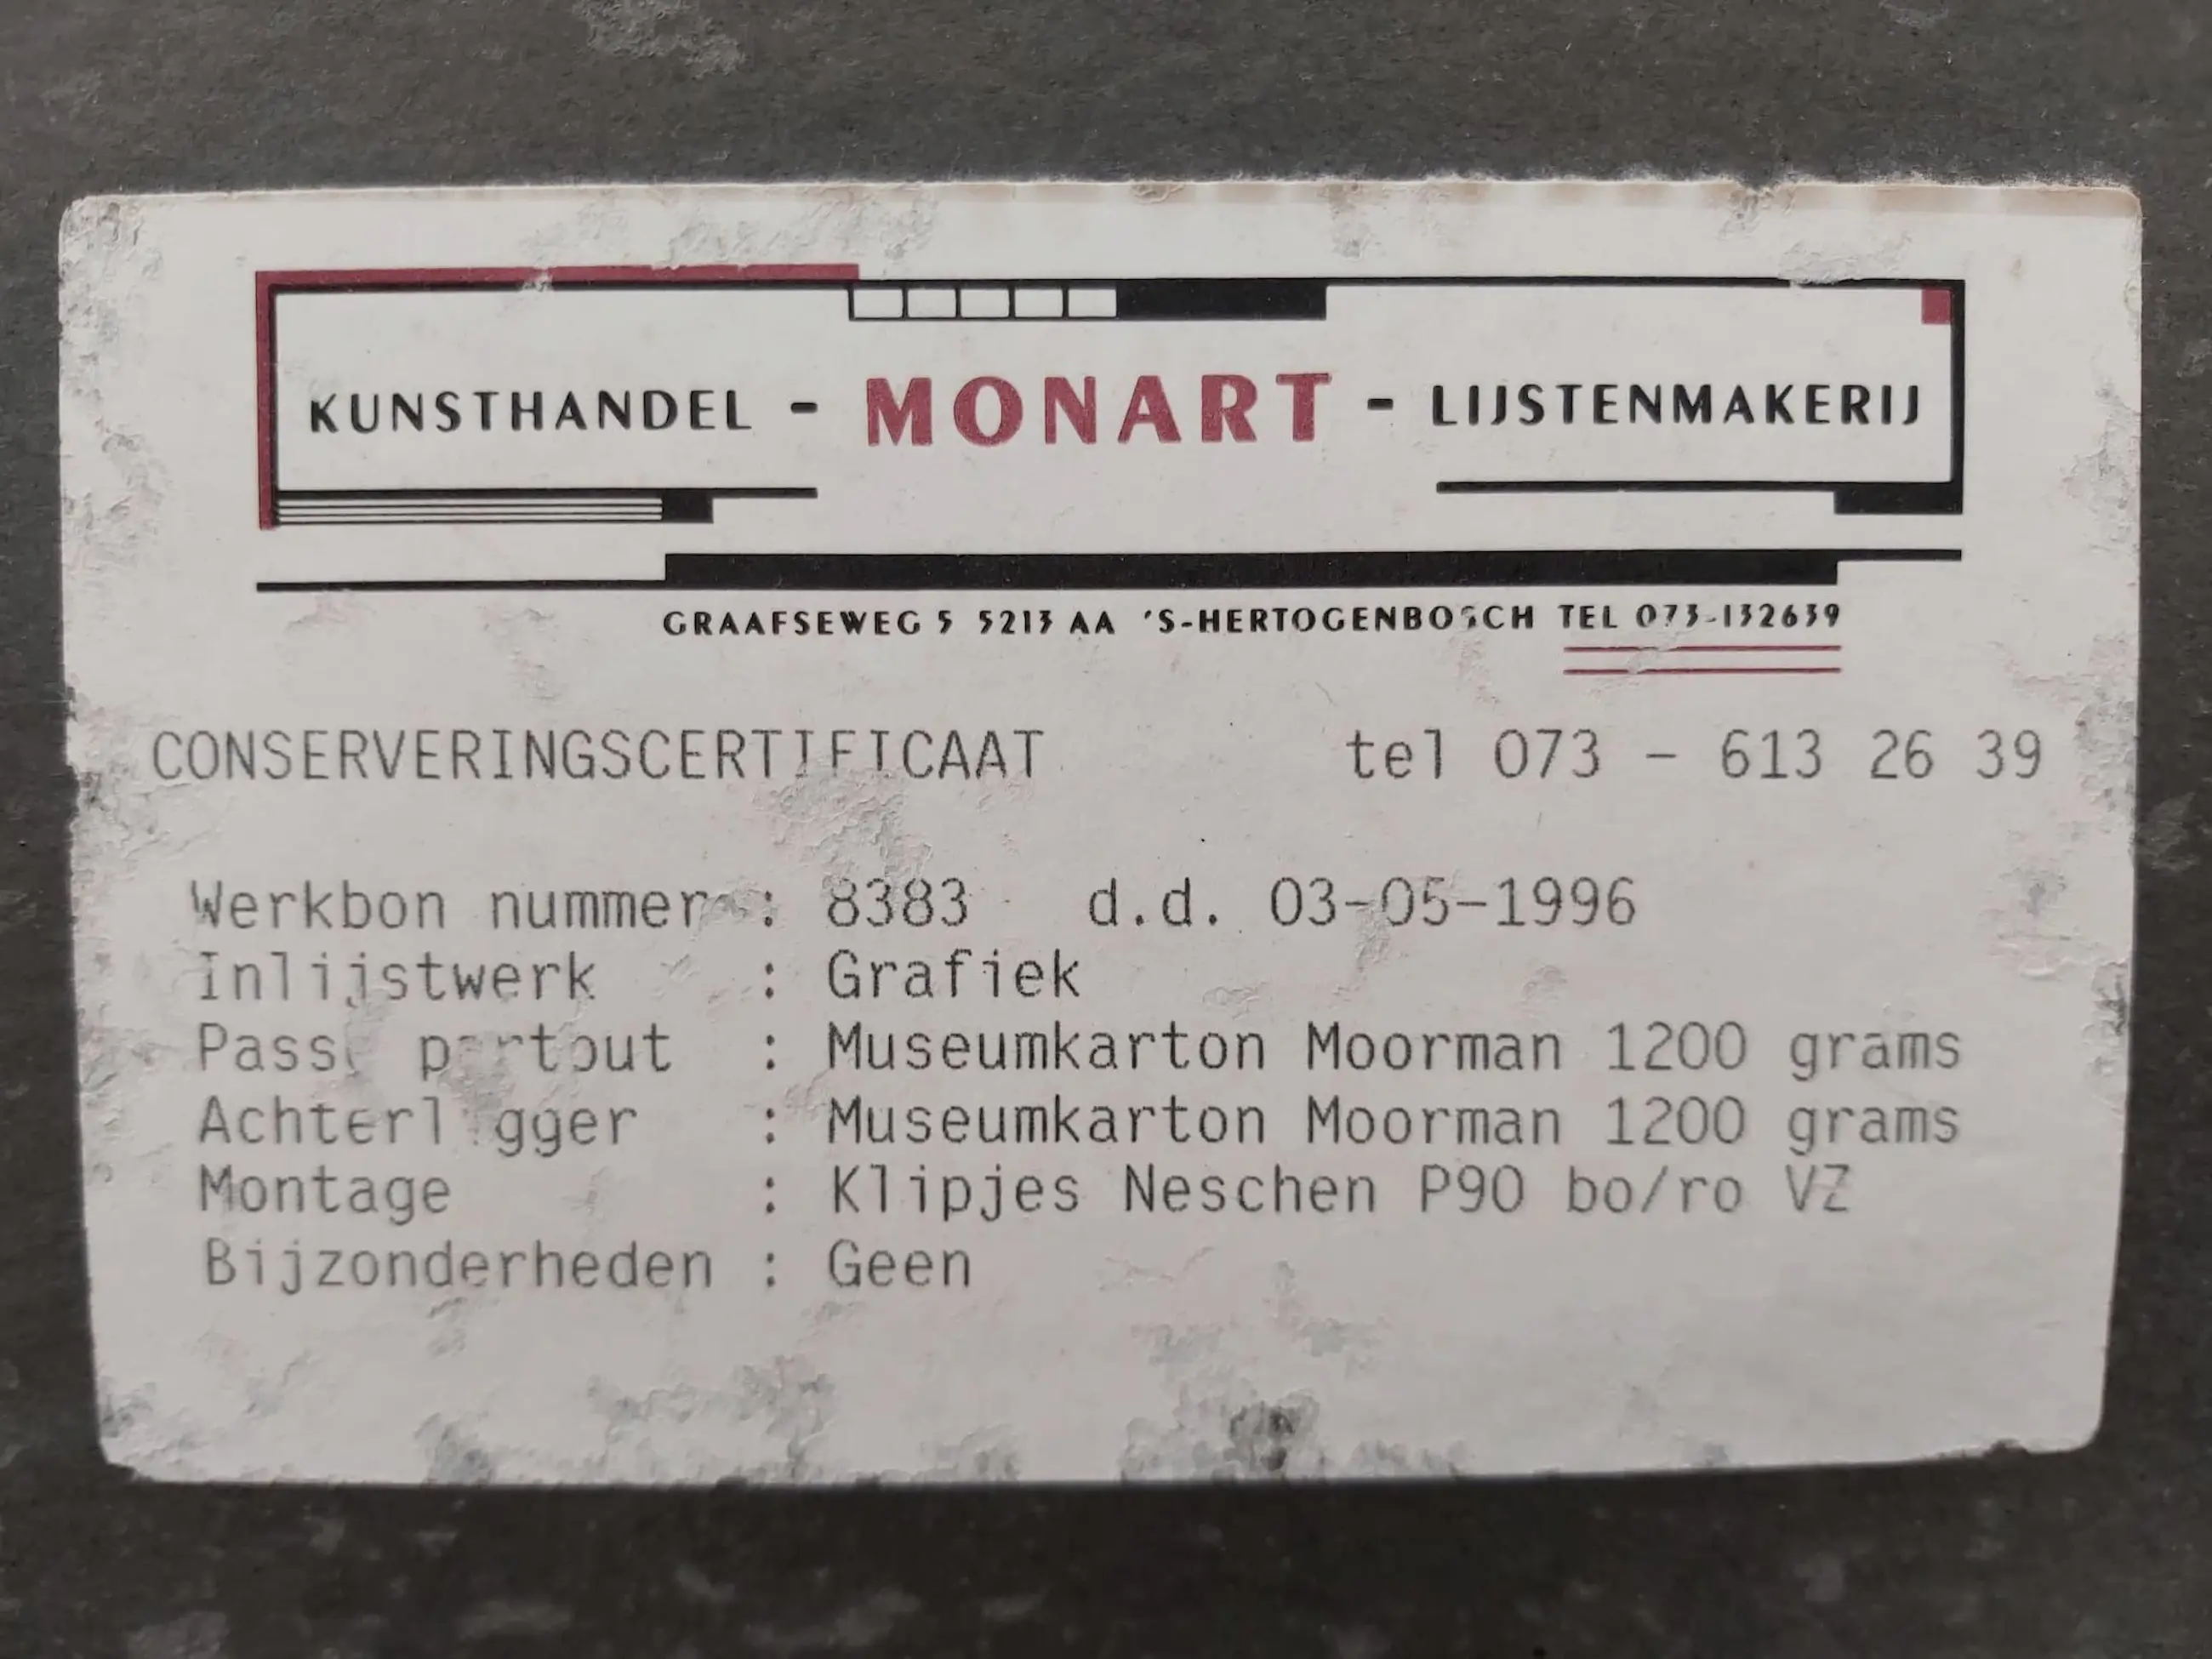 KUNSTHANDEL - MONART - LIJSTENMAKERIJ
GRAAFSEWEG 5 5213 AA 'S-HERTOGENBOSCH TEL 073-132639
CONSERVERINGSCERTIFICAAT tel 073 - 613 26 39
Werkbon nummer : 8383 d.d. 03-05-1996
Inlijstwerk : Grafiek
Passe partout : Museumkarton Moorman 1200 grams
Achterligger : Museumkarton Moorman 1200 grams
Montage : Klipjes Neschen P90 bo/ro VZ
Bijzonderheden : Geen